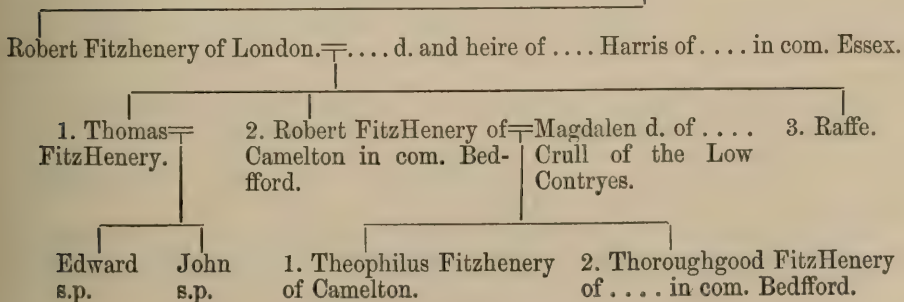 Robert Fitzhenery of London.╤. . . . d. and heire of . . . . Harris of . . . . in com. Essex.
1. Thomas╤
FitzHenery.
2. Robert FitzHenery of╤Magdalen d. of . . . .
Camelton in com. Bed-
fford.
Crull of the Low
Contryes.
3. Raffe.
Edward
s.p.
John
s.p.
1. Theophilus Fitzhenery
of Camelton.
2. Thoroughgood FitzHenery
of . . . . in com. Bedfford.